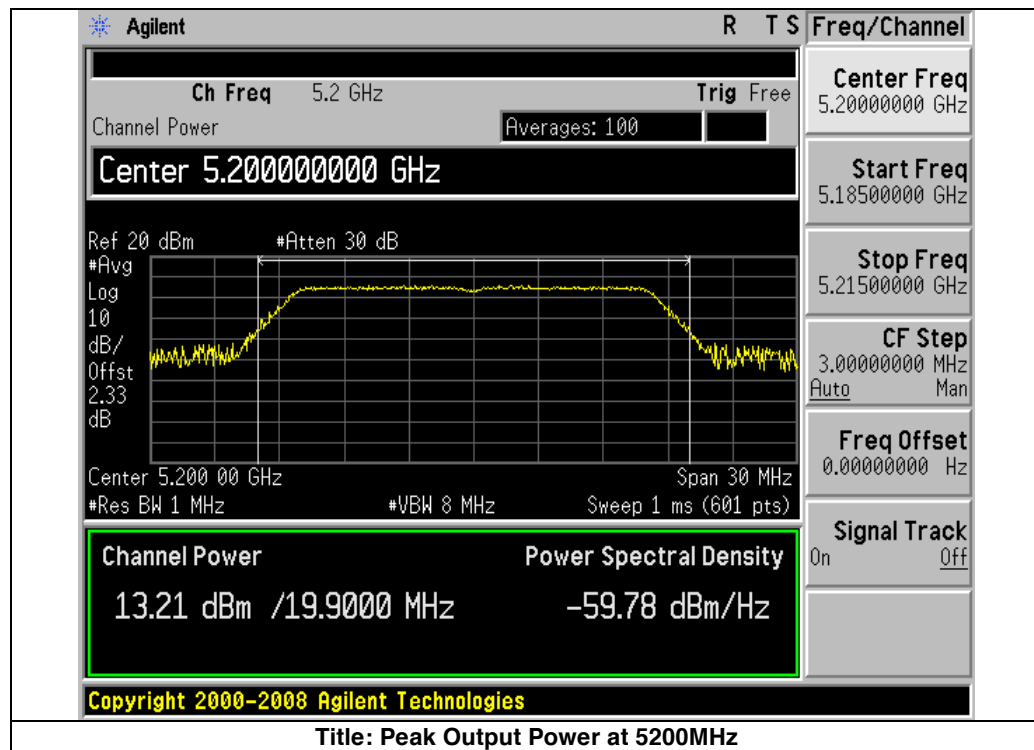 Agilent R T S Freq/Channel
Ch Freq 5.2 GHz Trig Free
Channel Power Averages: 100
Center 5.200000000 GHz
Ref 20 dBm #Atten 30 dB
#Avg
Log
10
dB/
Offst
2.33
dB
Center 5.200 00 GHz Span 30 MHz
#Res BW 1 MHz #VBW 8 MHz Sweep 1 ms (601 pts)
Channel Power Power Spectral Density
13.21 dBm /19.9000 MHz -59.78 dBm/Hz
Center Freq
5.20000000 GHz
Start Freq
5.18500000 GHz
Stop Freq
5.21500000 GHz
CF Step
3.00000000 MHz
Auto Man
Freq Offset
0.00000000 Hz
Signal Track
On Off
Copyright 2000-2008 Agilent Technologies
Title: Peak Output Power at 5200MHz